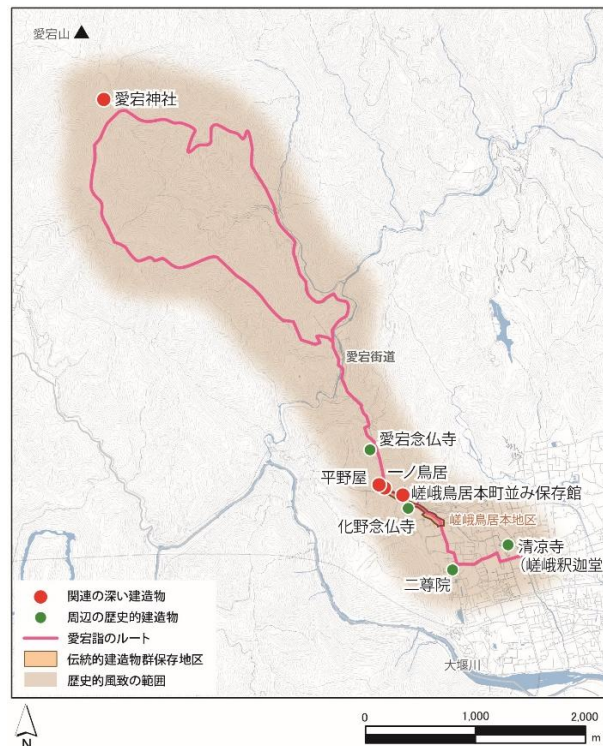 愛宕山
愛宕神社
愛宕街道
愛宕念仏寺
一ノ鳥居
平野屋
嵯峨鳥居本町並み保存館
化野念仏寺
嵯峨鳥居本地区
清凉寺
(嵯峨釈迦堂
二尊院
大堰川
関連の深い建造物
周辺の歴史的建造物
愛宕詣のルート
伝統的建造物群保存地区
歴史的風致の範囲
N
0 1,000 2,000
m